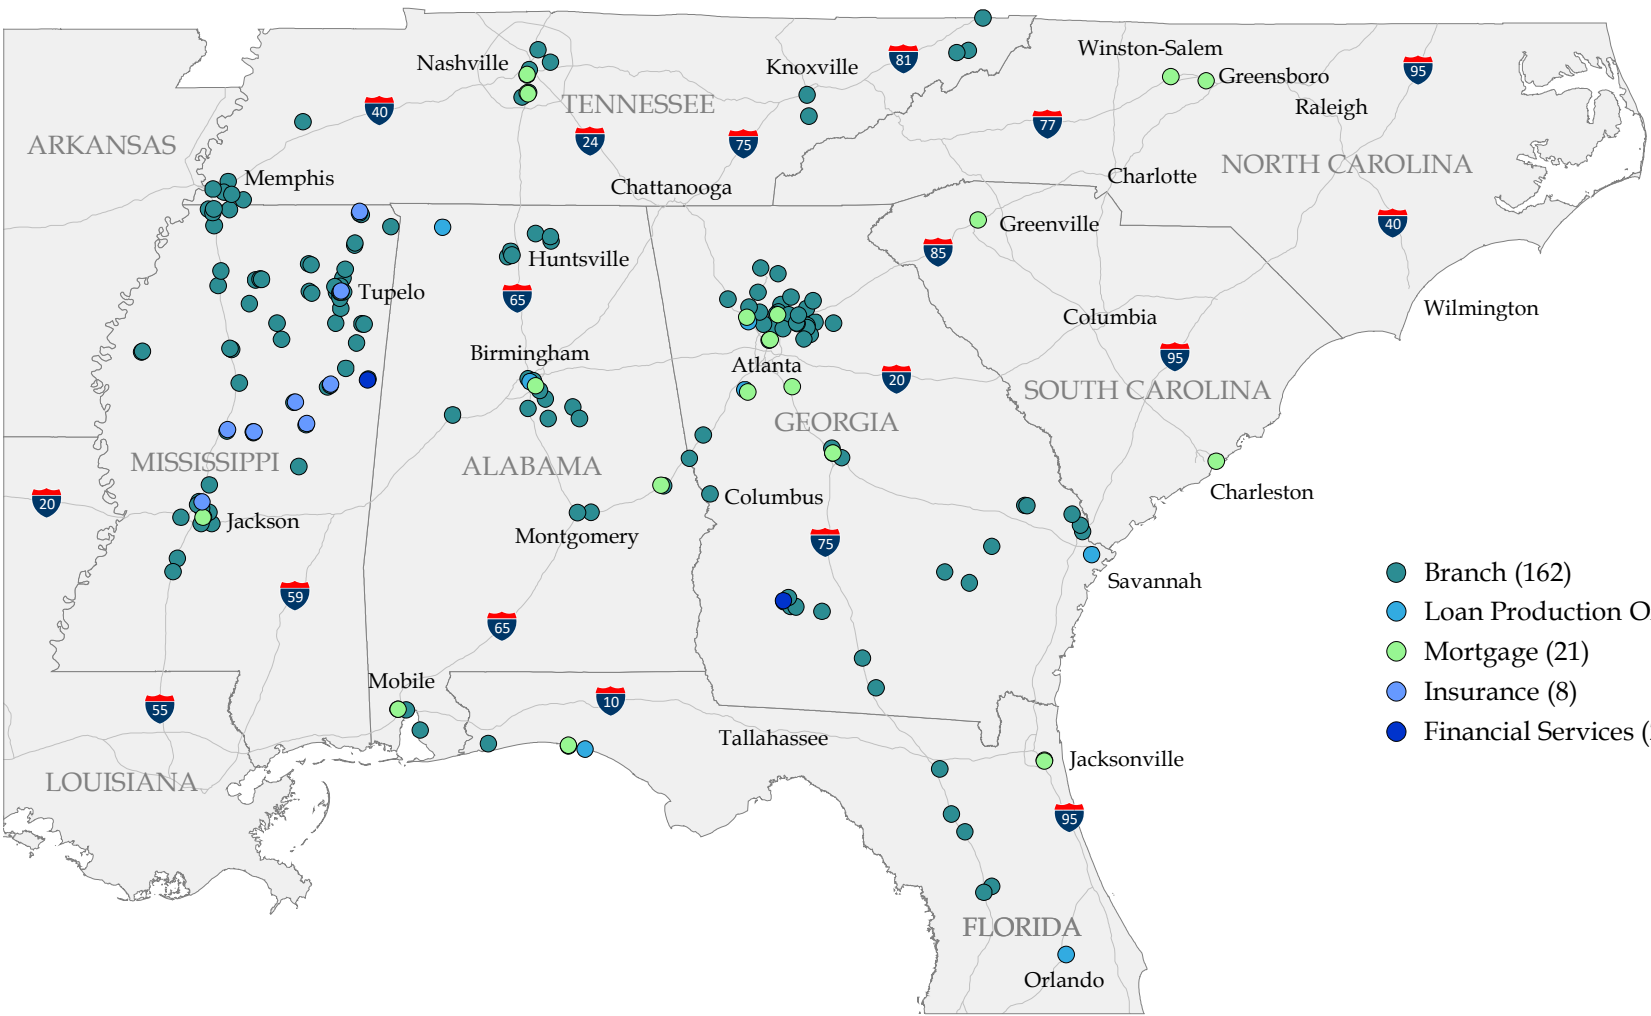 Winston-Salem
Nashville
Knoxville
81
95
Greensboro
TENNESSEE
Raleigh
40
77
24
75
ARKANSAS
NORTH CAROLINA
Memphis
Chattanooga
Charlotte
40
Greenville
85
Huntsville
Tupelo
65
Wilmington
Columbia
Birmingham
95
Atlanta
20
SOUTH CAROLINA
GEORGIA
MISSISSIPPI
ALABAMA
Charleston
Columbus
20
Jackson
Montgomery
75
Savannah
Branch (162)
59
Loan Production O
65
Mortgage (21)
Mobile
Insurance (8)
10
55
Financial Services (
Tallahassee
Jacksonville
LOUISIANA
95
FLORIDA
Orlando